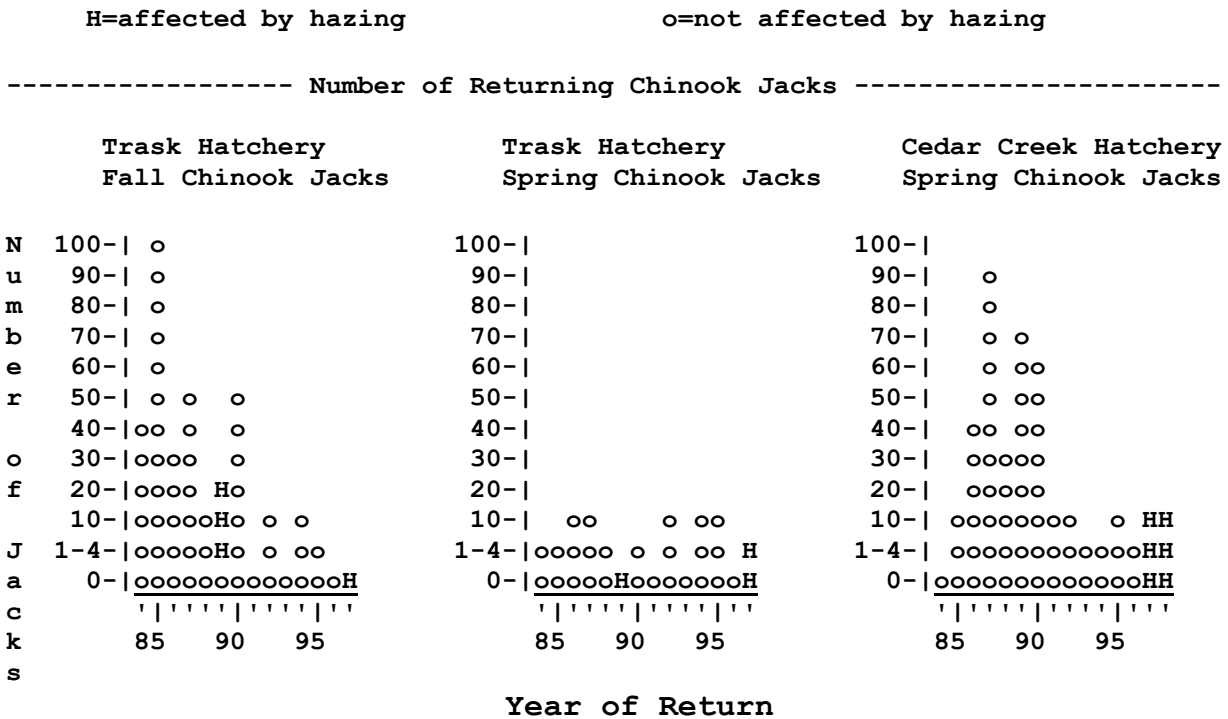 H=affected by hazing                o=not affected by hazing

------------------ Number of Returning Chinook Jacks -----------------------

      Trask Hatchery           Trask Hatchery           Cedar Creek Hatchery
      Fall Chinook Jacks       Spring Chinook Jacks     Spring Chinook Jacks

N  100-| o                  100-|                    100-|
u   90-| o                   90-|                     90-|   o
m   80-| o                   80-|                     80-|   o
b   70-| o                   70-|                     70-|   o o
e   60-| o                   60-|                     60-|   o oo
r   50-| o o  o              50-|                     50-|   o oo
    40-|oo o  o              40-|                     40-|  oo oo
o   30-|oooo  o              30-|                     30-|  ooooo
f   20-|oooo Ho              20-|                     20-|  ooooo
    10-|oooooHo o o          10-|  oo    o oo         10-| oooooooo  o HH
J  1-4-|oooooHo o oo        1-4-|ooooo o o oo H      1-4-| ooooooooooooHH
a    0-|oooooooooooooH        0-|oooooHoooooooH        0-|oooooooooooooHH
c       '|''''|''''|''           '|''''|''''|''           '|''''|''''|'''
k        85   90   95             85   90   95             85   90   95
s
                               Year of Return